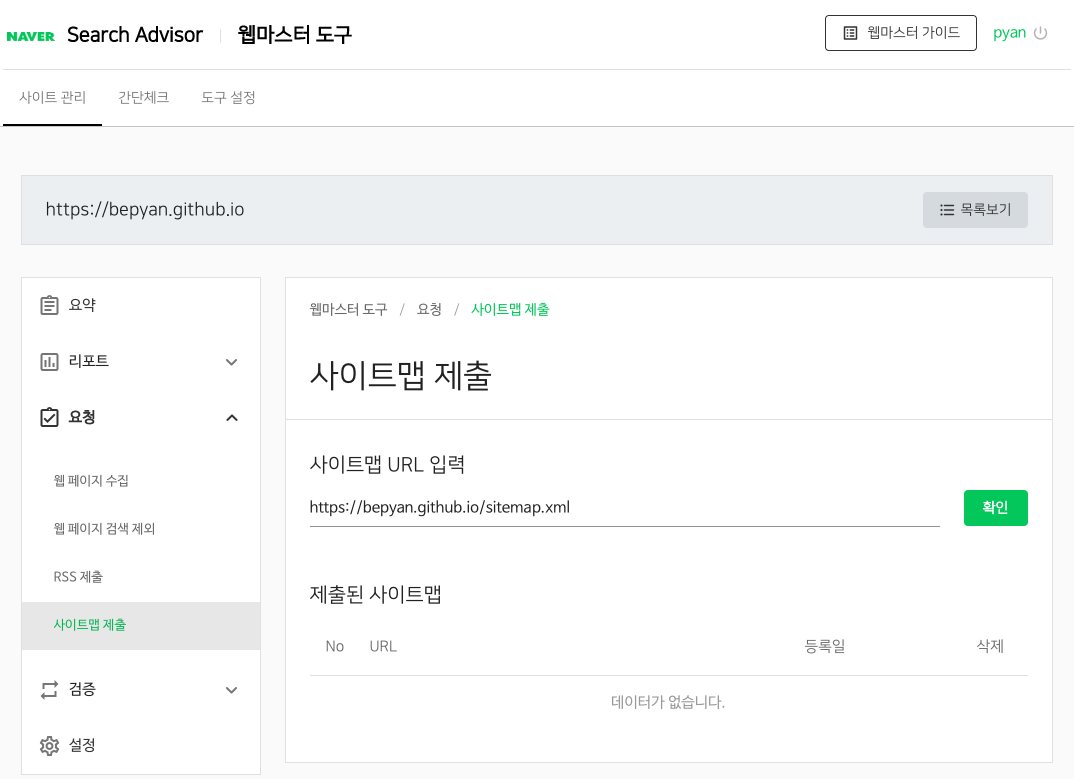 NAVER Search Advisor 웹마스터 도구 웹마스터 가이드 pyan
사이트 관리 간단체크 도구 설정
https://bepyan.github.io 목록보기
요약
리포트
요청
웹 페이지 수집
웹 페이지 검색 제외
RSS 제출
사이트맵 제출
검증
설정
웹마스터 도구 / 요청 / 사이트맵 제출
사이트맵 제출
사이트맵 URL 입력
https://bepyan.github.io/sitemap.xml 확인
제출된 사이트맵
No URL 등록일 삭제
데이터가 없습니다.